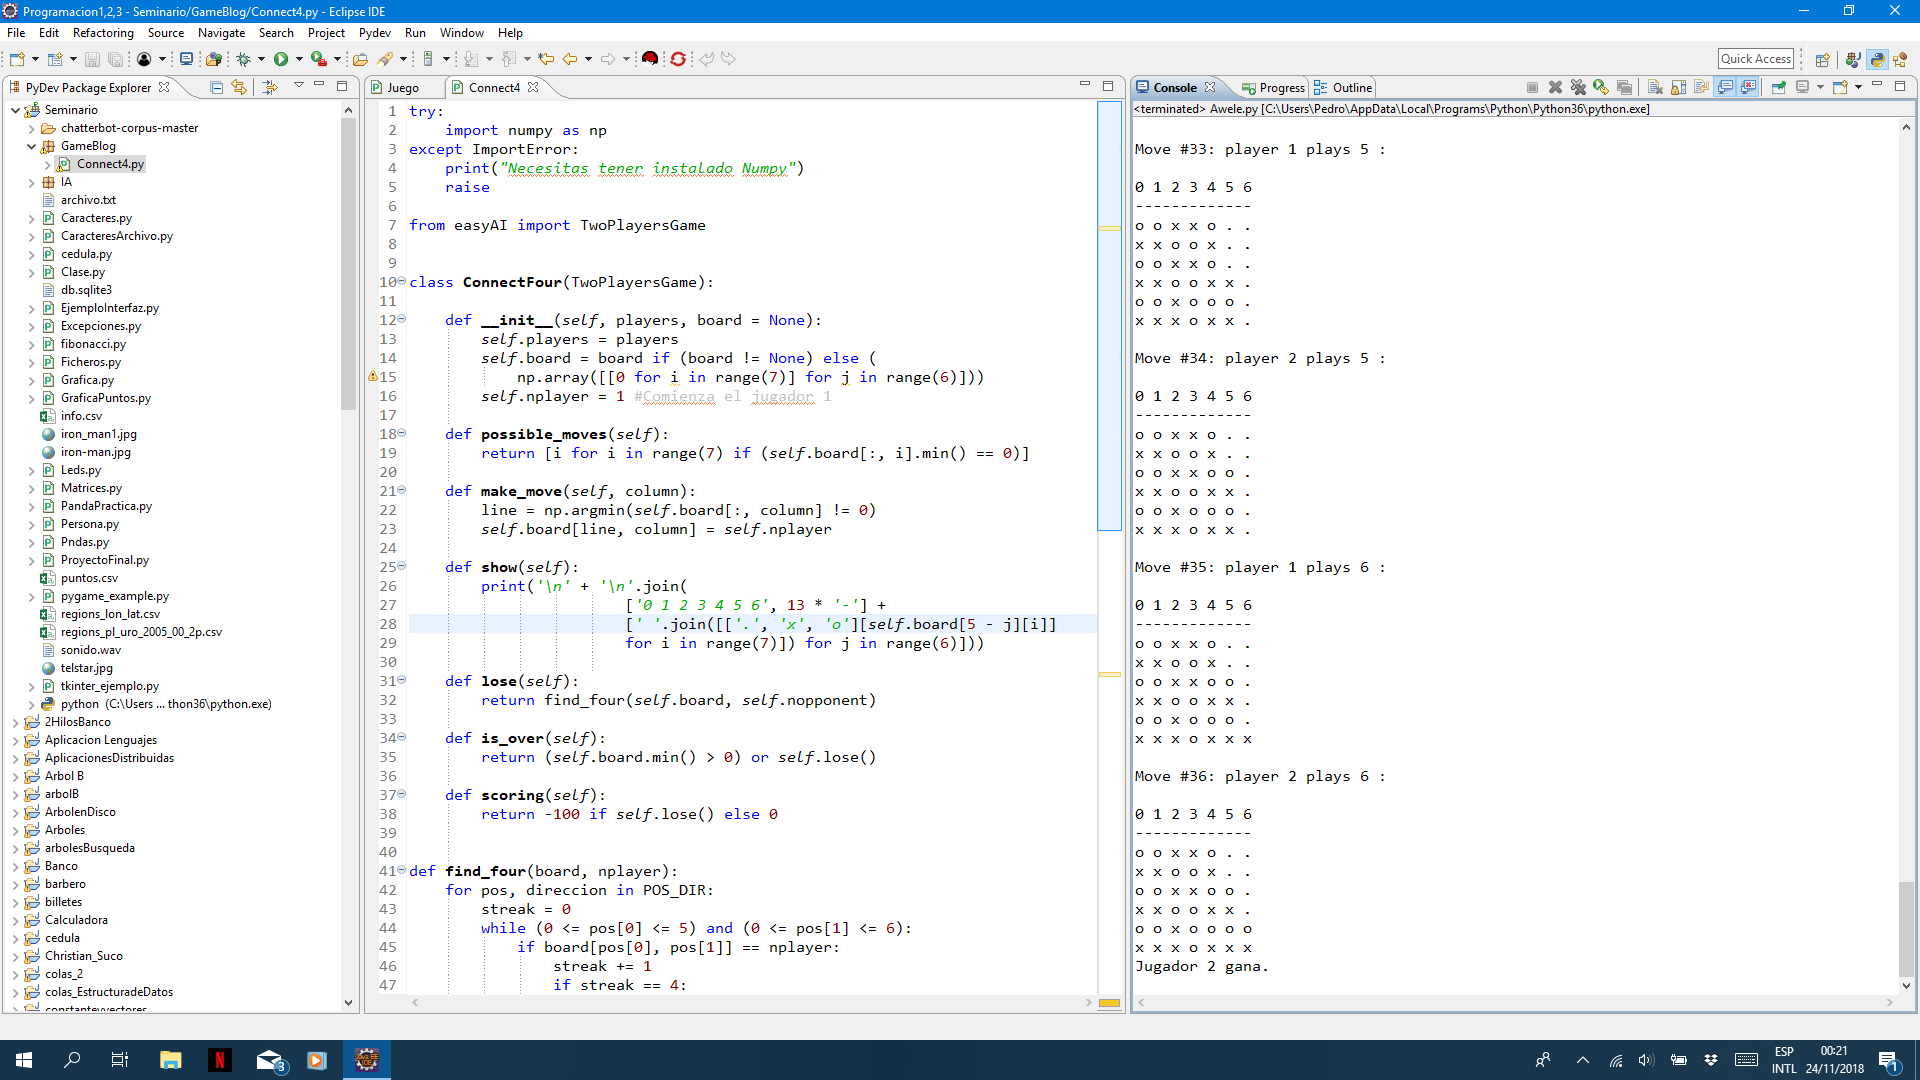 Programacion1,2,3 - Seminario/GameBlog/Connect4.py - Eclipse IDE
File Edit Refactoring Source Navigate Search Project Pydev Run Window Help
Quick Access
PyDev Package Explorer
Seminario
chatterbot-corpus-master
GameBlog
Connect4.py
IA
archivo.txt
Caracteres.py
CaracteresArchivo.py
cedula.py
Clase.py
db.sqlite3
EjemploInterfaz.py
Excepciones.py
fibonacci.py
Ficheros.py
Grafica.py
GraficaPuntos.py
info.csv
iron_man1.jpg
iron-man.jpg
Leds.py
Matrices.py
PandaPractica.py
Persona.py
Pndas.py
ProyectoFinal.py
puntos.csv
pygame_example.py
regions_lon_lat.csv
regions_pl_uro_2005_00_2p.csv
sonido.wav
telstar.jpg
tkinter_ejemplo.py
python (C:\Users ... thon36\python.exe)
2HilosBanco
Aplicacion Lenguajes
AplicacionesDistribuidas
Arbol B
arbolB
ArbolenDisco
Arboles
arbolesBusqueda
Banco
barbero
billetes
Calculadora
cedula
Christian_Suco
colas_2
colas_EstructuradeDatos
constanteyvectores
Juego Connect4
1 try:
2 import numpy as np
3 except ImportError:
4 print("Necesitas tener instalado Numpy")
5 raise
6
7 from easyAI import TwoPlayersGame
8
9
10 class ConnectFour(TwoPlayersGame):
11
12 def __init__(self, players, board = None):
13 self.players = players
14 self.board = board if (board != None) else (
15 np.array([[0 for i in range(7)] for j in range(6)]))
16 self.nplayer = 1 #Comienza el jugador 1
17
18 def possible_moves(self):
19 return [i for i in range(7) if (self.board[:, i].min() == 0)]
20
21 def make_move(self, column):
22 line = np.argmin(self.board[:, column] != 0)
23 self.board[line, column] = self.nplayer
24
25 def show(self):
26 print('\n' + '\n'.join(
27 ['0 1 2 3 4 5 6', 13 * '-'] +
28 [' '.join([['.', 'x', 'o'][self.board[5 - j][i]]
29 for i in range(7)]) for j in range(6)]))
30
31 def lose(self):
32 return find_four(self.board, self.nopponent)
33
34 def is_over(self):
35 return (self.board.min() > 0) or self.lose()
36
37 def scoring(self):
38 return -100 if self.lose() else 0
39
40
41 def find_four(board, nplayer):
42 for pos, direccion in POS_DIR:
43 streak = 0
44 while (0 <= pos[0] <= 5) and (0 <= pos[1] <= 6):
45 if board[pos[0], pos[1]] == nplayer:
46 streak += 1
47 if streak == 4:
Console Progress Outline
<terminated> Awele.py [C:\Users\Pedro\AppData\Local\Programs\Python\Python36\python.exe]
Move #33: player 1 plays 5 :
0 1 2 3 4 5 6
-------------
o o x x o . .
x x o o x . .
o o x x o . .
x x o o x x .
o o x o o o .
x x x o x x .
Move #34: player 2 plays 5 :
0 1 2 3 4 5 6
-------------
o o x x o . .
x x o o x . .
o o x x o o .
x x o o x x .
o o x o o o .
x x x o x x .
Move #35: player 1 plays 6 :
0 1 2 3 4 5 6
-------------
o o x x o . .
x x o o x . .
o o x x o o .
x x o o x x .
o o x o o o .
x x x o x x x
Move #36: player 2 plays 6 :
0 1 2 3 4 5 6
-------------
o o x x o . .
x x o o x . .
o o x x o o .
x x o o x x .
o o x o o o o
x x x o x x x
Jugador 2 gana.
3
ESP
INTL
00:21
24/11/2018
1